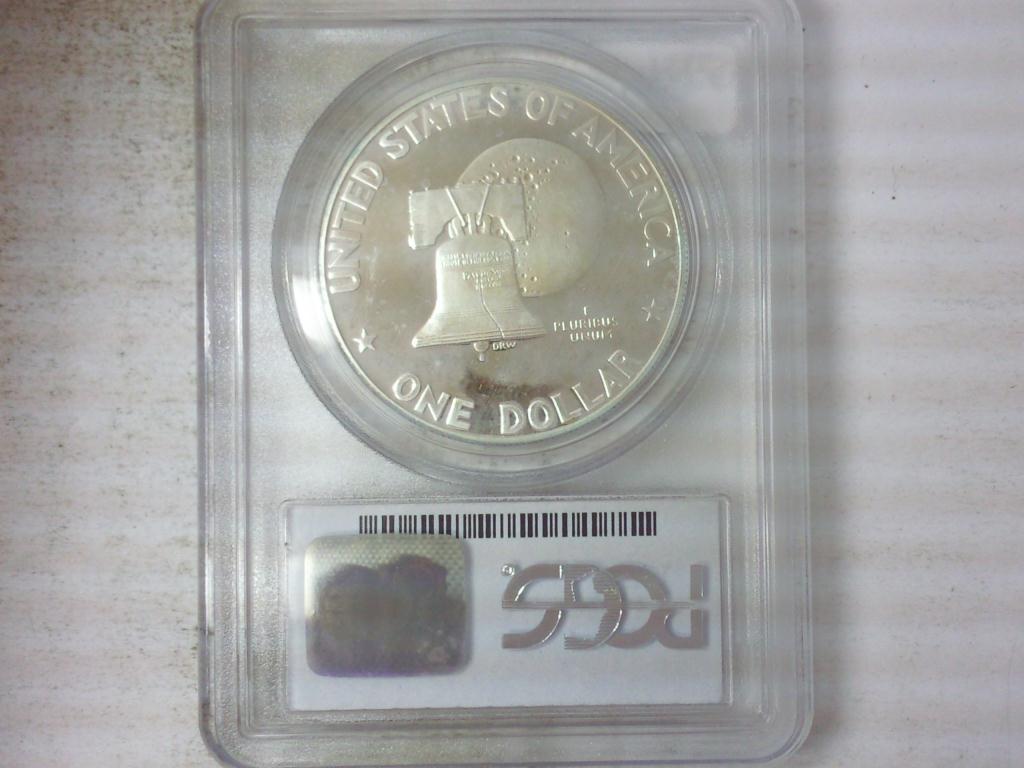 UNITED STATES OF AMERICA
E
PLURIBUS
UNUM
DRW
ONE DOLLAR
PCGS